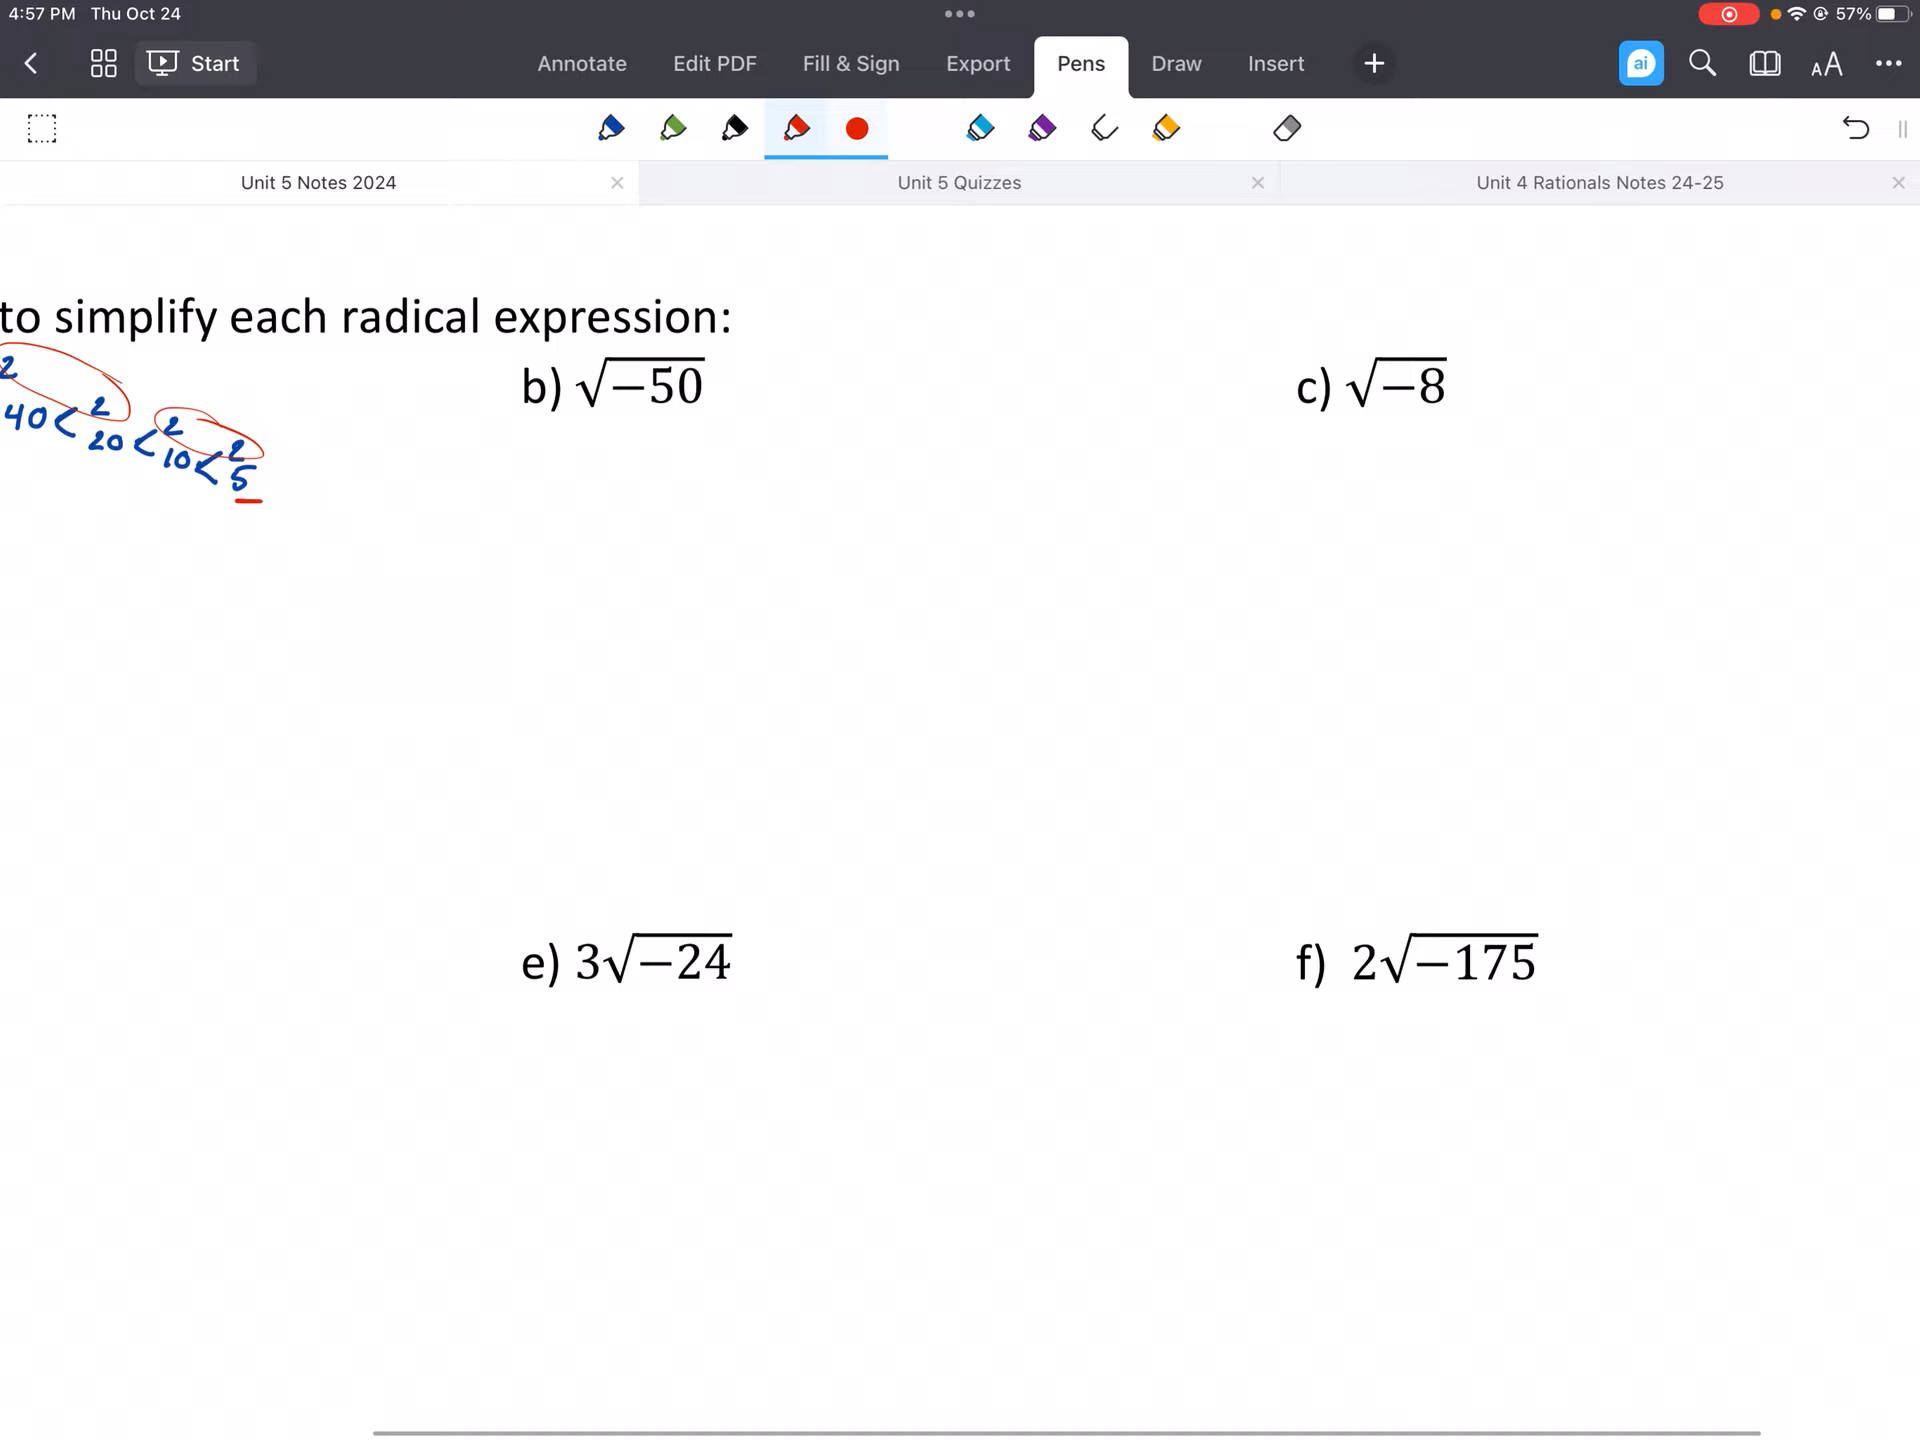 4:57 PM Thu Oct 24 57%
Start Annotate Edit PDF Fill & Sign Export Pens Draw Insert ai AA
Unit 5 Notes 2024 Unit 5 Quizzes Unit 4 Rationals Notes 24-25
to simplify each radical expression:
b) √−50 c) √−8
2
40 < 2
20 < 2
10 < 2
5
e) 3√−24 f) 2√−175